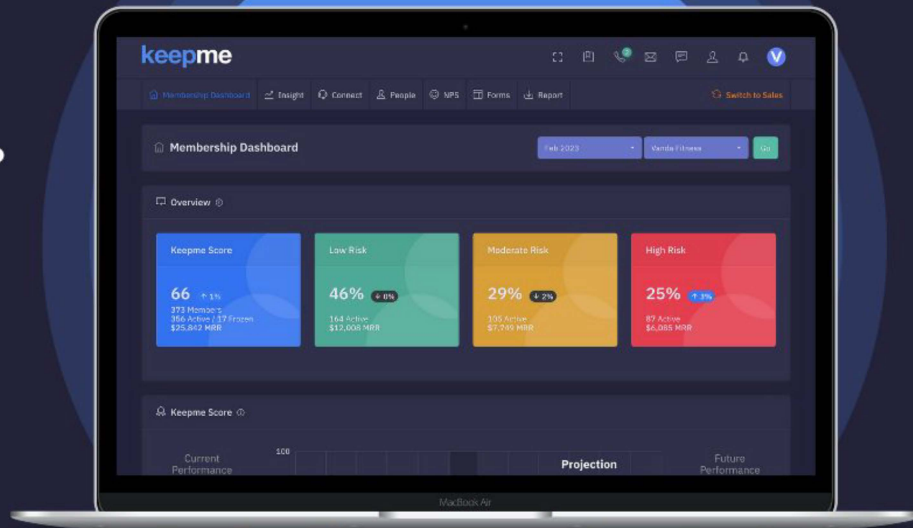 keepme
2
V
Membership Dashboard
Insight
Connect
People
NPS
Forms
Report
Switch to Sales
Membership Dashboard
Feb 2023
Vanda Fitness
Go
Overview
Keepme Score
66 ↑ 1%
373 Members
356 Active / 17 Frozen
$25,842 MRR
Low Risk
46% ↓ 0%
164 Active
$12,008 MRR
Moderate Risk
29% ↓ 2%
105 Active
$7,749 MRR
High Risk
25% ↑ 3%
87 Active
$6,085 MRR
Keepme Score
Current
Performance
100
Projection
Future
Performance
MacBook Air